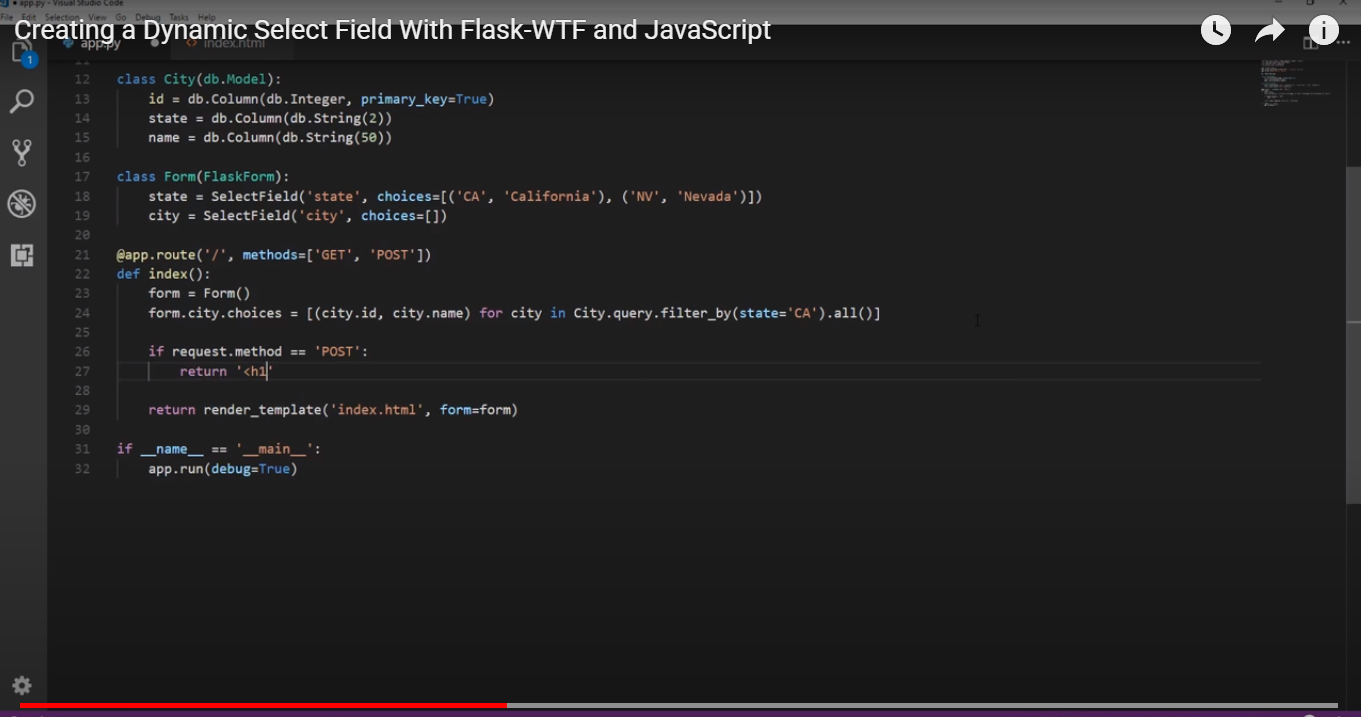 app.py - Visual Studio Code
File Edit Selection View Go Debug Tasks Help
Creating a Dynamic Select Field With Flask-WTF and JavaScript
app.py index.html
1
11
12 class City(db.Model):
13 id = db.Column(db.Integer, primary_key=True)
14 state = db.Column(db.String(2))
15 name = db.Column(db.String(50))
16
17 class Form(FlaskForm):
18 state = SelectField('state', choices=[('CA', 'California'), ('NV', 'Nevada')])
19 city = SelectField('city', choices=[])
20
21 @app.route('/', methods=['GET', 'POST'])
22 def index():
23 form = Form()
24 form.city.choices = [(city.id, city.name) for city in City.query.filter_by(state='CA').all()]
25
26 if request.method == 'POST':
27 return '<h1'
28
29 return render_template('index.html', form=form)
30
31 if __name__ == '__main__':
32 app.run(debug=True)